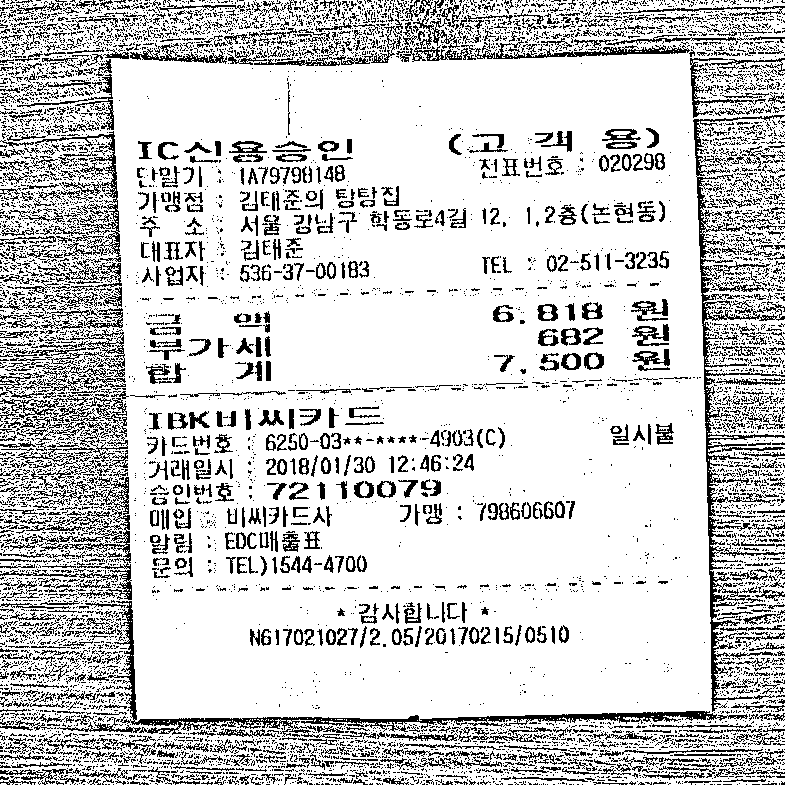 IC신용승인 (고 객 용)
단말기 : 1A79798148 전표번호 : 020298
가맹점 : 김태준의 탕탕집
주 소 : 서울 강남구 학동로4길 12, 1,2층(논현동)
대표자 : 김태준
사업자 : 536-37-00183 TEL : 02-511-3235
금 액 6,818 원
부가세 682 원
합 계 7,500 원
IBK비씨카드
카드번호 : 6250-03**-****-4903(C) 일시불
거래일시 : 2018/01/30 12:46:24
승인번호 : 72110079
매입 : 비씨카드사 가맹 : 798606607
알림 : EDC매출표
문의 : TEL)1544-4700
* 감사합니다 *
N617021027/2.05/20170215/0510